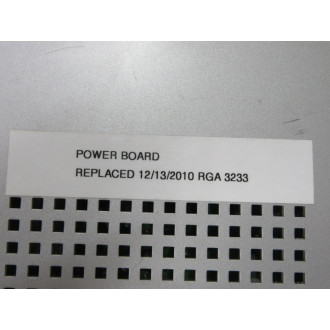 POWER BOARD
REPLACED 12/13/2010 RGA 3233